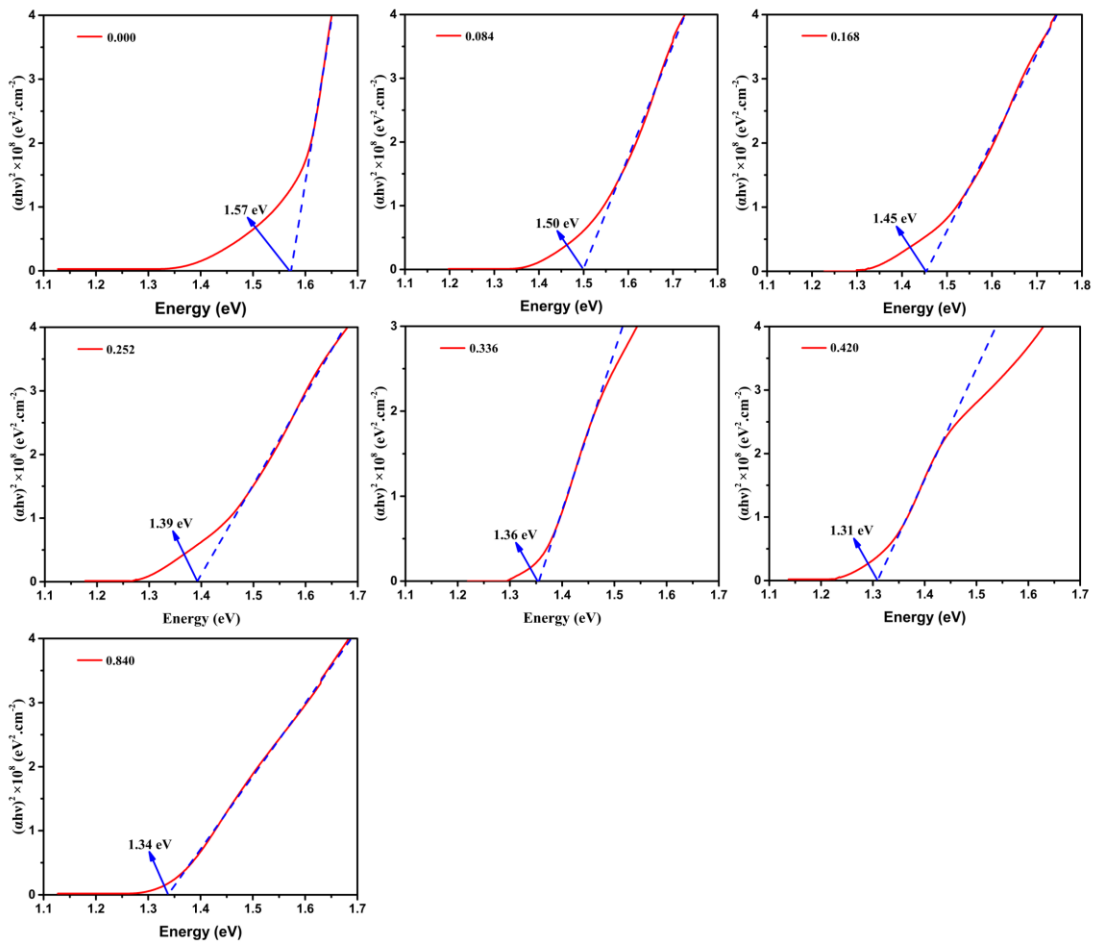 0.000
(αhν)² ×10⁸ (eV².cm⁻²)
4
3
2
1
0
1.57 eV
1.1 1.2 1.3 1.4 1.5 1.6 1.7
Energy (eV)
0.084
(αhν)² ×10⁸ (eV².cm⁻²)
4
3
2
1
0
1.50 eV
1.1 1.2 1.3 1.4 1.5 1.6 1.7 1.8
Energy (eV)
0.168
(αhν)² ×10⁸ (eV².cm⁻²)
4
3
2
1
0
1.45 eV
1.1 1.2 1.3 1.4 1.5 1.6 1.7 1.8
Energy (eV)
0.252
(αhν)² ×10⁸ (eV².cm⁻²)
4
3
2
1
0
1.39 eV
1.1 1.2 1.3 1.4 1.5 1.6 1.7
Energy (eV)
0.336
(αhν)² ×10⁸ (eV².cm⁻²)
3
2
1
0
1.36 eV
1.1 1.2 1.3 1.4 1.5 1.6 1.7
Energy (eV)
0.420
(αhν)² ×10⁸ (eV².cm⁻²)
4
3
2
1
0
1.31 eV
1.1 1.2 1.3 1.4 1.5 1.6 1.7
Energy (eV)
0.840
(αhν)² ×10⁸ (eV².cm⁻²)
4
3
2
1
0
1.34 eV
1.1 1.2 1.3 1.4 1.5 1.6 1.7
Energy (eV)